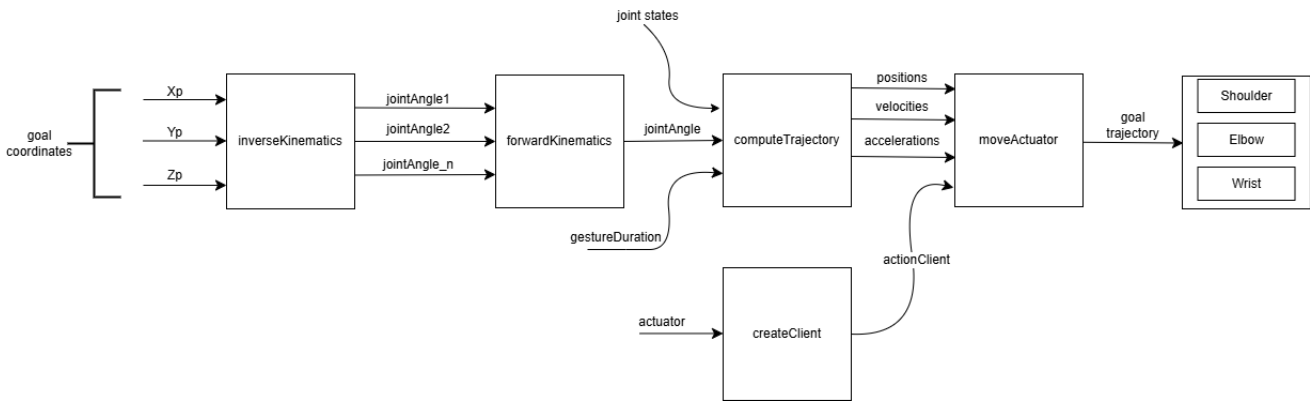 joint states
goal
coordinates
Xp
Yp
Zp
inverseKinematics
jointAngle1
jointAngle2
jointAngle_n
forwardKinematics
jointAngle
gestureDuration
computeTrajectory
positions
velocities
accelerations
moveActuator
goal
trajectory
Shoulder
Elbow
Wrist
actuator
createClient
actionClient